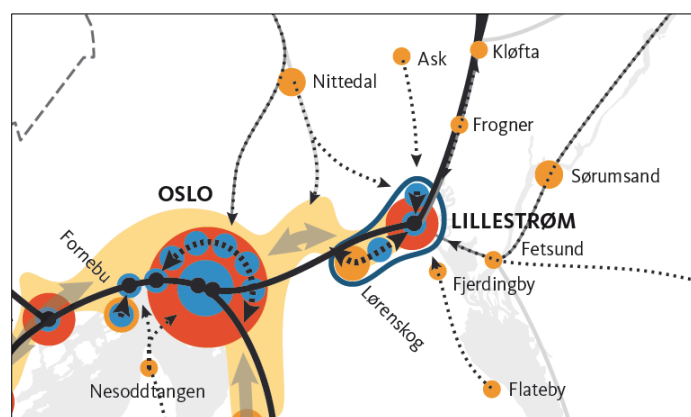 Kløfta
Ask
Nittedal
Frogner
Sørumsand
OSLO
LILLESTRØM
Fornebu
Fetsund
Fjerdingby
Lørenskog
Nesoddtangen
Flateby